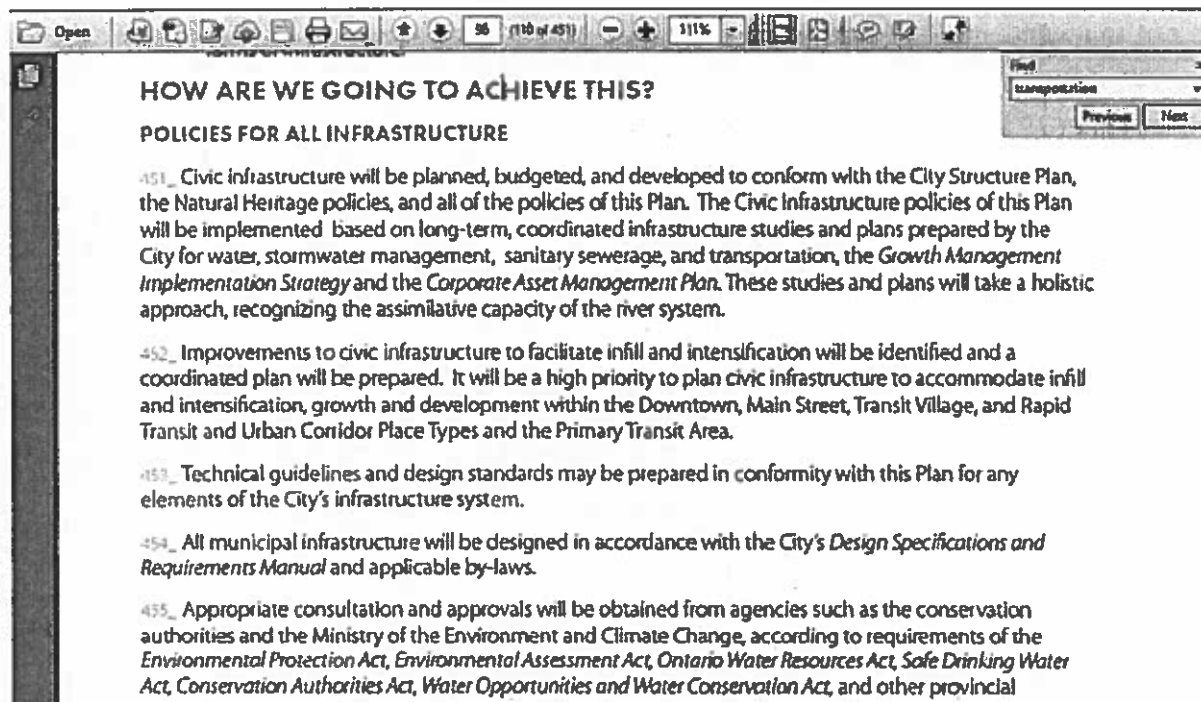 Open
96 (110 of 451)
111%
Find
transportation
Previous Next
forms of infrastructure.
HOW ARE WE GOING TO ACHIEVE THIS?
POLICIES FOR ALL INFRASTRUCTURE
451_ Civic infrastructure will be planned, budgeted, and developed to conform with the City Structure Plan,
the Natural Heritage policies, and all of the policies of this Plan. The Civic Infrastructure policies of this Plan
will be implemented based on long-term, coordinated infrastructure studies and plans prepared by the
City for water, stormwater management, sanitary sewerage, and transportation, the Growth Management
Implementation Strategy and the Corporate Asset Management Plan. These studies and plans will take a holistic
approach, recognizing the assimilative capacity of the river system.
452_ Improvements to civic infrastructure to facilitate infill and intensification will be identified and a
coordinated plan will be prepared. It will be a high priority to plan civic infrastructure to accommodate infill
and intensification, growth and development within the Downtown, Main Street, Transit Village, and Rapid
Transit and Urban Corridor Place Types and the Primary Transit Area.
453_ Technical guidelines and design standards may be prepared in conformity with this Plan for any
elements of the City's infrastructure system.
454_ All municipal infrastructure will be designed in accordance with the City's Design Specifications and
Requirements Manual and applicable by-laws.
455_ Appropriate consultation and approvals will be obtained from agencies such as the conservation
authorities and the Ministry of the Environment and Climate Change, according to requirements of the
Environmental Protection Act, Environmental Assessment Act, Ontario Water Resources Act, Safe Drinking Water
Act, Conservation Authorities Act, Water Opportunities and Water Conservation Act, and other provincial